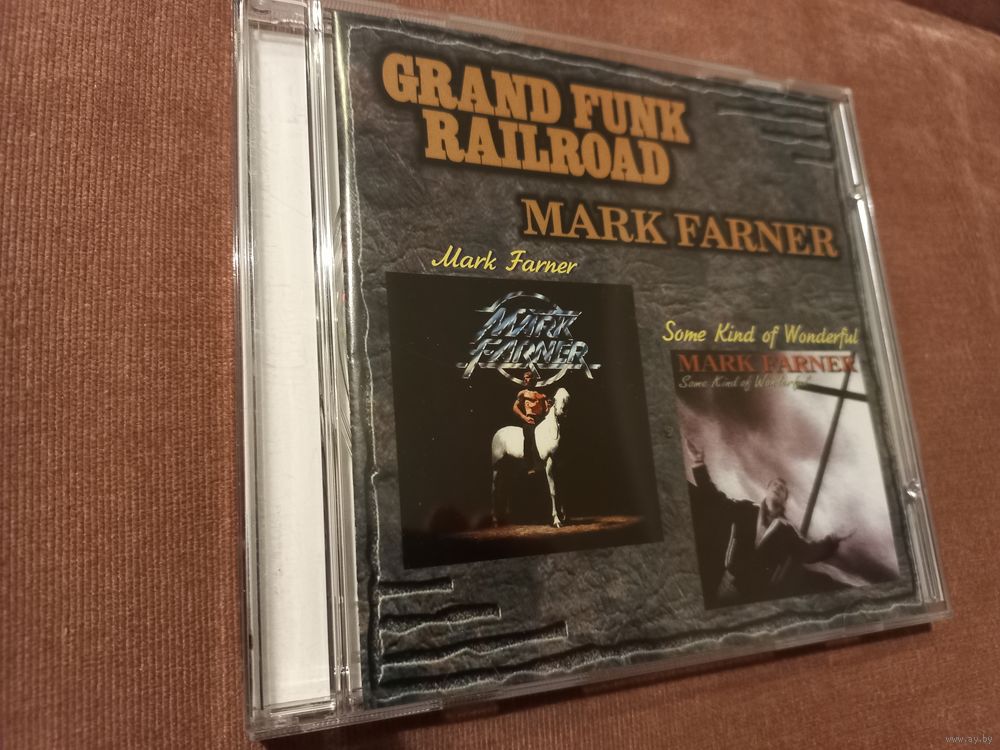 GRAND FUNK
RAILROAD
MARK FARNER
Mark Farner
MARK
FARNER
Some Kind of Wonderful
MARK FARNER
Some Kind of Wonderful
www.ay.by